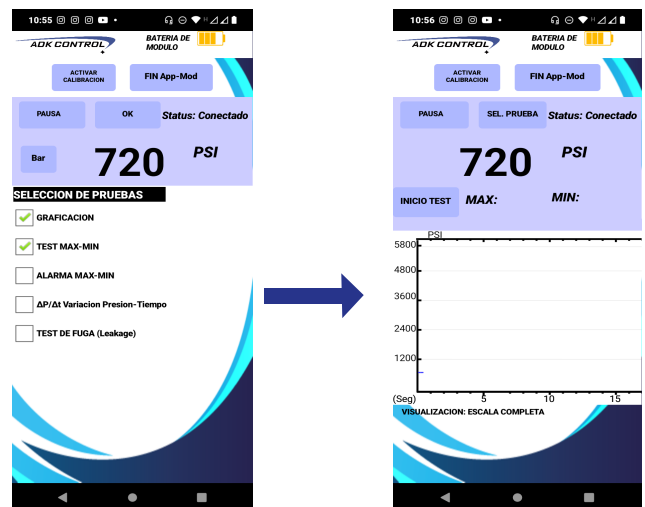 10:55
H
ADK CONTROL
BATERIA DE
MODULO
ACTIVAR
CALIBRACION
FIN App-Mod
PAUSA
OK
Status: Conectado
Bar
720
PSI
SELECCION DE PRUEBAS
GRAFICACION
TEST MAX-MIN
ALARMA MAX-MIN
ΔP/Δt Variacion Presion-Tiempo
TEST DE FUGA (Leakage)
10:56
H
ADK CONTROL
BATERIA DE
MODULO
ACTIVAR
CALIBRACION
FIN App-Mod
PAUSA
SEL. PRUEBA
Status: Conectado
720
PSI
INICIO TEST
MAX:
MIN:
PSI
5800
4800
3600
2400
1200
(Seg)
5
10
15
VISUALIZACION: ESCALA COMPLETA